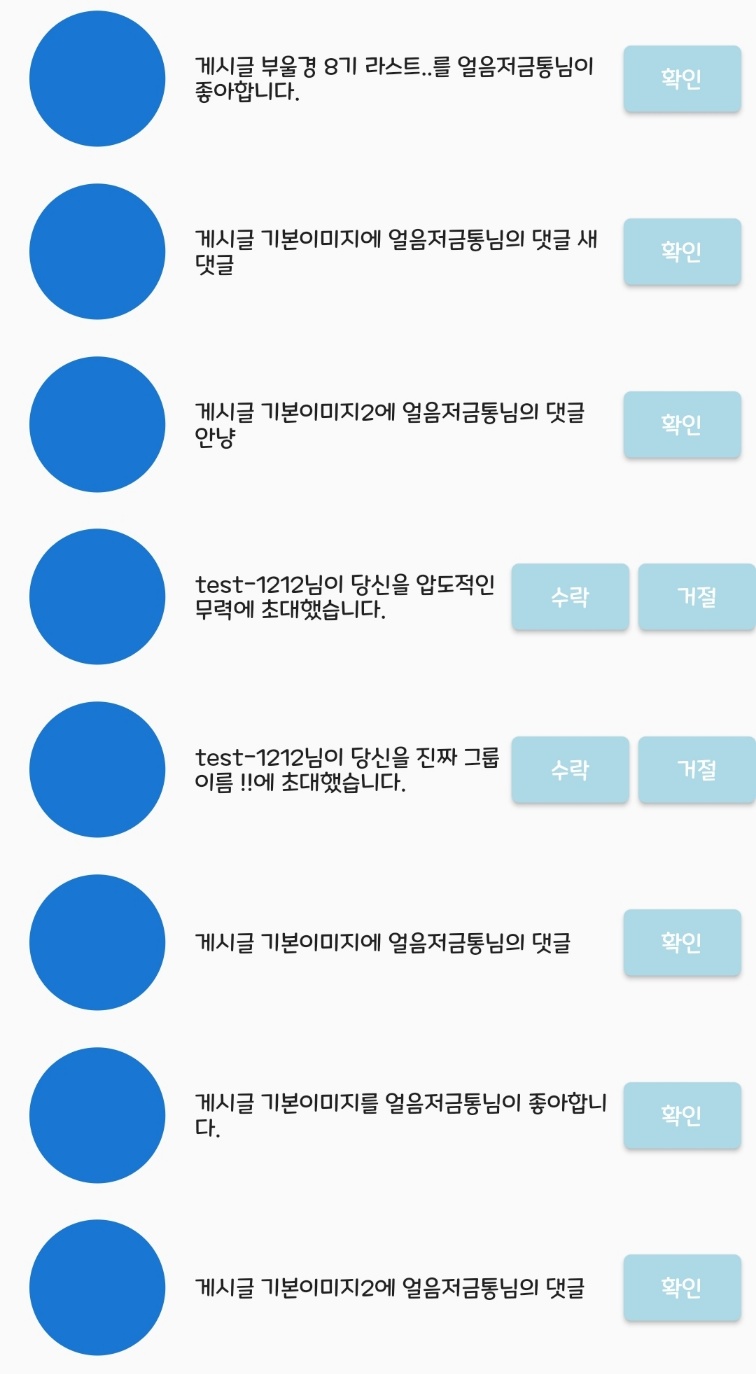 게시글 부울경 8기 라스트..를 얼음저금통님이
좋아합니다.
확인
게시글 기본이미지에 얼음저금통님의 댓글 새
댓글
확인
게시글 기본이미지2에 얼음저금통님의 댓글
안냥
확인
test-1212님이 당신을 압도적인
무력에 초대했습니다.
수락
거절
test-1212님이 당신을 진짜 그룹
이름 !!에 초대했습니다.
수락
거절
게시글 기본이미지에 얼음저금통님의 댓글
확인
게시글 기본이미지를 얼음저금통님이 좋아합니
다.
확인
게시글 기본이미지2에 얼음저금통님의 댓글
확인